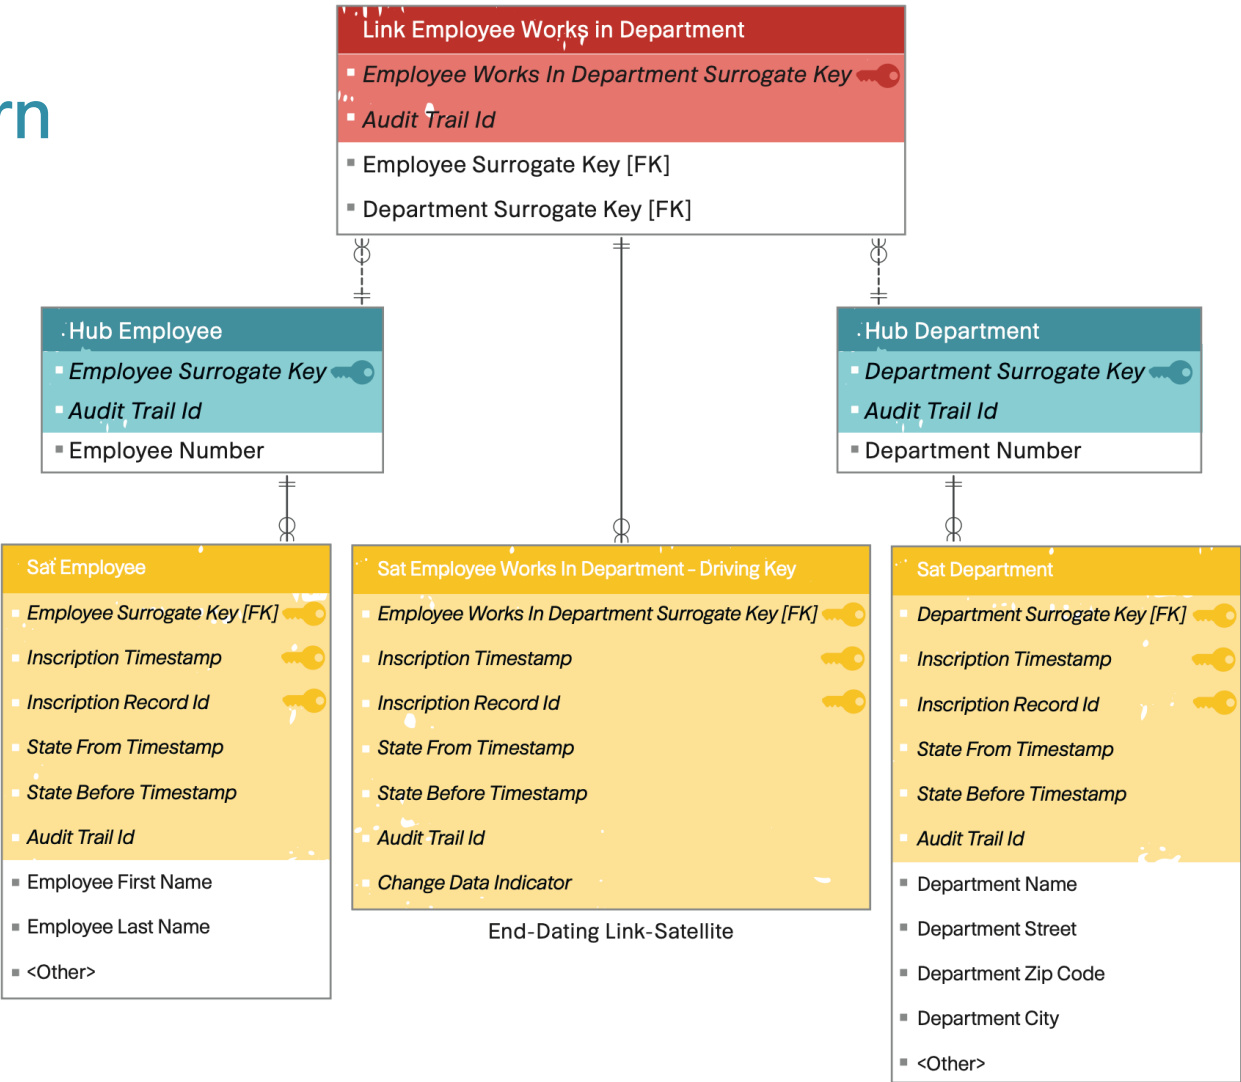 rn
Link Employee Works in Department
Employee Works In Department Surrogate Key
Audit Trail Id
Employee Surrogate Key [FK]
Department Surrogate Key [FK]
Hub Employee
Employee Surrogate Key
Audit Trail Id
Employee Number
Hub Department
Department Surrogate Key
Audit Trail Id
Department Number
Sat Employee
Employee Surrogate Key [FK]
Inscription Timestamp
Inscription Record Id
State From Timestamp
State Before Timestamp
Audit Trail Id
Employee First Name
Employee Last Name
<Other>
Sat Employee Works In Department - Driving Key
Employee Works In Department Surrogate Key [FK]
Inscription Timestamp
Inscription Record Id
State From Timestamp
State Before Timestamp
Audit Trail Id
Change Data Indicator
End-Dating Link-Satellite
Sat Department
Department Surrogate Key [FK]
Inscription Timestamp
Inscription Record Id
State From Timestamp
State Before Timestamp
Audit Trail Id
Department Name
Department Street
Department Zip Code
Department City
<Other>